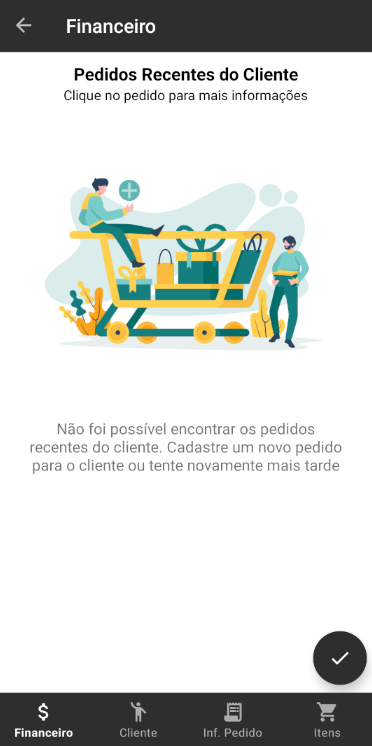 Financeiro
Pedidos Recentes do Cliente
Clique no pedido para mais informações
Não foi possível encontrar os pedidos
recentes do cliente. Cadastre um novo pedido
para o cliente ou tente novamente mais tarde
Financeiro
Cliente
Inf. Pedido
Itens